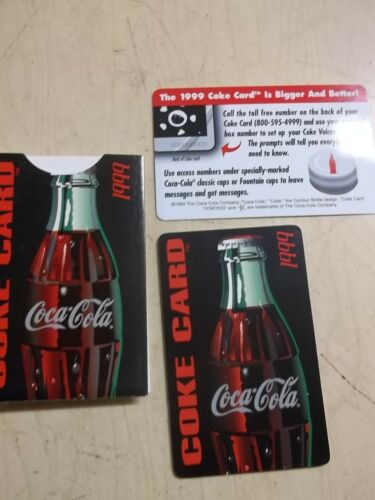 The 1999 Coke Card™ Is Bigger And Better!
Call the toll free number on the back of your
Coke Card (800-595-4999) and use your
box number to set up your Coke Voice
The prompts will tell you everyth
need to know.
Back of Coke Card
Use access numbers under specially-marked
Coca-Cola® classic caps or Fountain cups to leave
messages and get messages.
©1999 The Coca-Cola Company. "Coca-Cola," "Coke," the Contour Bottle design, "Coke Card"
are trademarks of The Coca-Cola Company.
COKE CARD
1999
Coca-Cola
COKE CARD™
1999
Coca-Cola